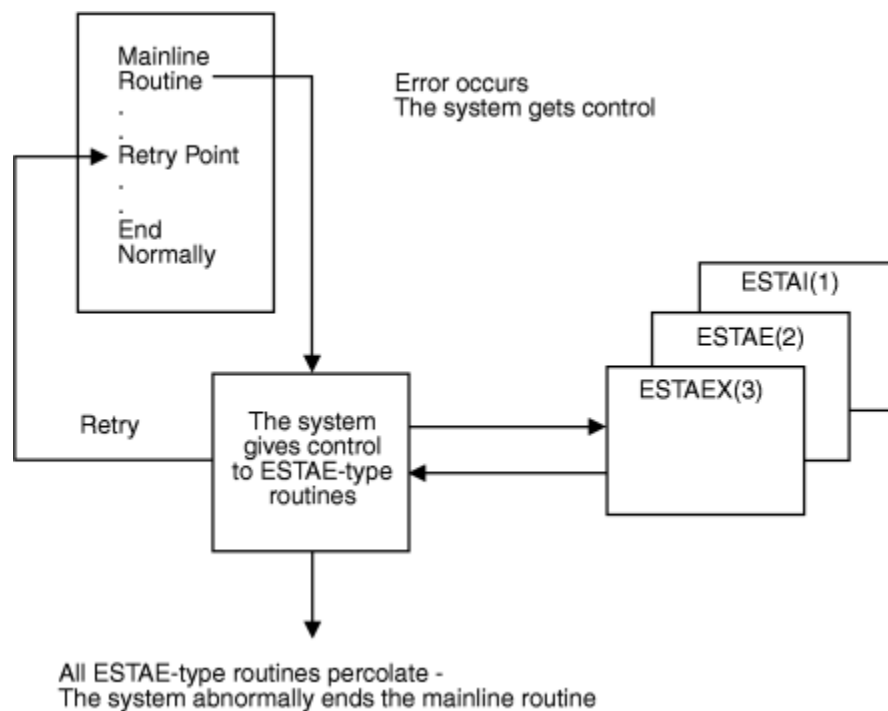 Mainline
Routine
.
.
Retry Point
.
.
End
Normally
Error occurs
The system gets control
ESTAI(1)
ESTAE(2)
ESTAEX(3)
Retry
The system
gives control
to ESTAE-type
routines
All ESTAE-type routines percolate -
The system abnormally ends the mainline routine